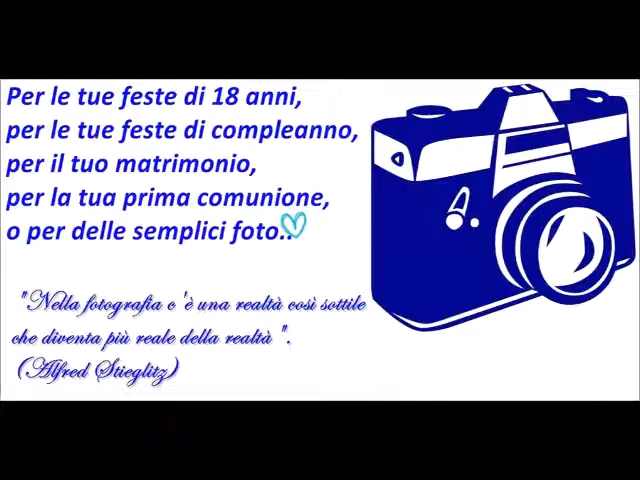 Per le tue feste di 18 anni,
per le tue feste di compleanno,
per il tuo matrimonio,
per la tua prima comunione,
o per delle semplici foto..
"Nella fotografia c'è una realtà così sottile
che diventa più reale della realtà".
(Alfred Stieglitz)